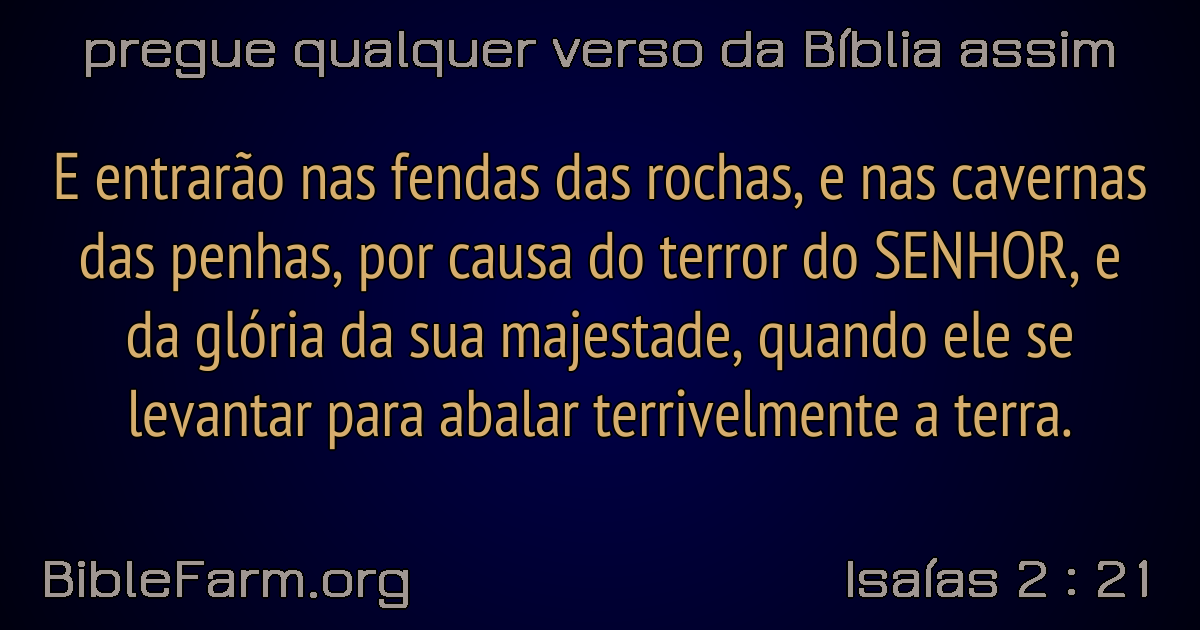 pregue qualquer verso da Bíblia assim
E entrarão nas fendas das rochas, e nas cavernas
das penhas, por causa do terror do SENHOR, e
da glória da sua majestade, quando ele se
levantar para abalar terrivelmente a terra.
BibleFarm.org
Isaías 2 : 21